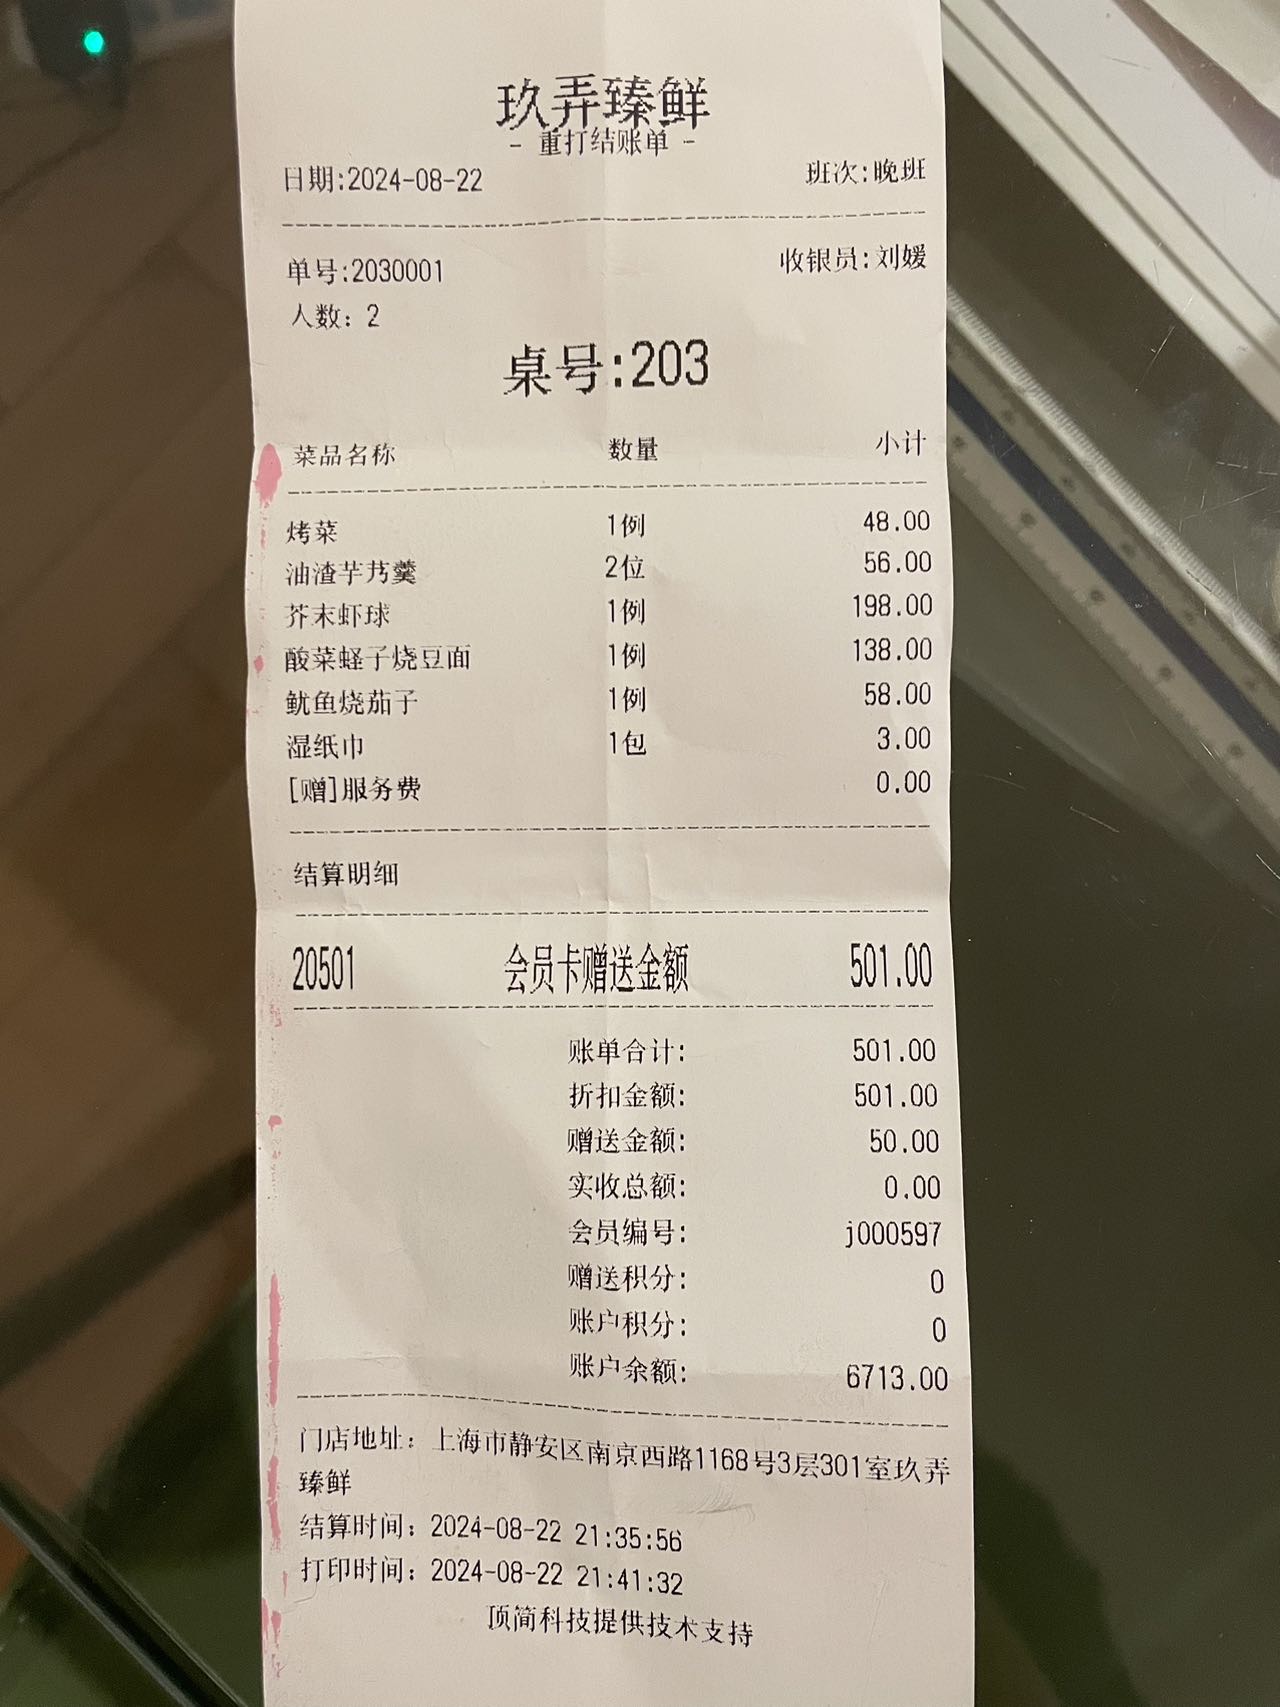 玖弄臻鲜
- 重打结账单 -
日期:2024-08-22 班次:晚班
单号:2030001 收银员:刘媛
人数: 2
桌号:203
菜品名称 数量 小计
烤菜 1例 48.00
油渣芋艿羹 2位 56.00
芥末虾球 1例 198.00
酸菜蛏子烧豆面 1例 138.00
鱿鱼烧茄子 1例 58.00
湿纸巾 1包 3.00
[赠]服务费 0.00
结算明细
20501 会员卡赠送金额 501.00
账单合计: 501.00
折扣金额: 501.00
赠送金额: 50.00
实收总额: 0.00
会员编号: j000597
赠送积分: 0
账户积分: 0
账户余额: 6713.00
门店地址: 上海市静安区南京西路1168号3层301室玖弄
臻鲜
结算时间: 2024-08-22 21:35:56
打印时间: 2024-08-22 21:41:32
顶简科技提供技术支持